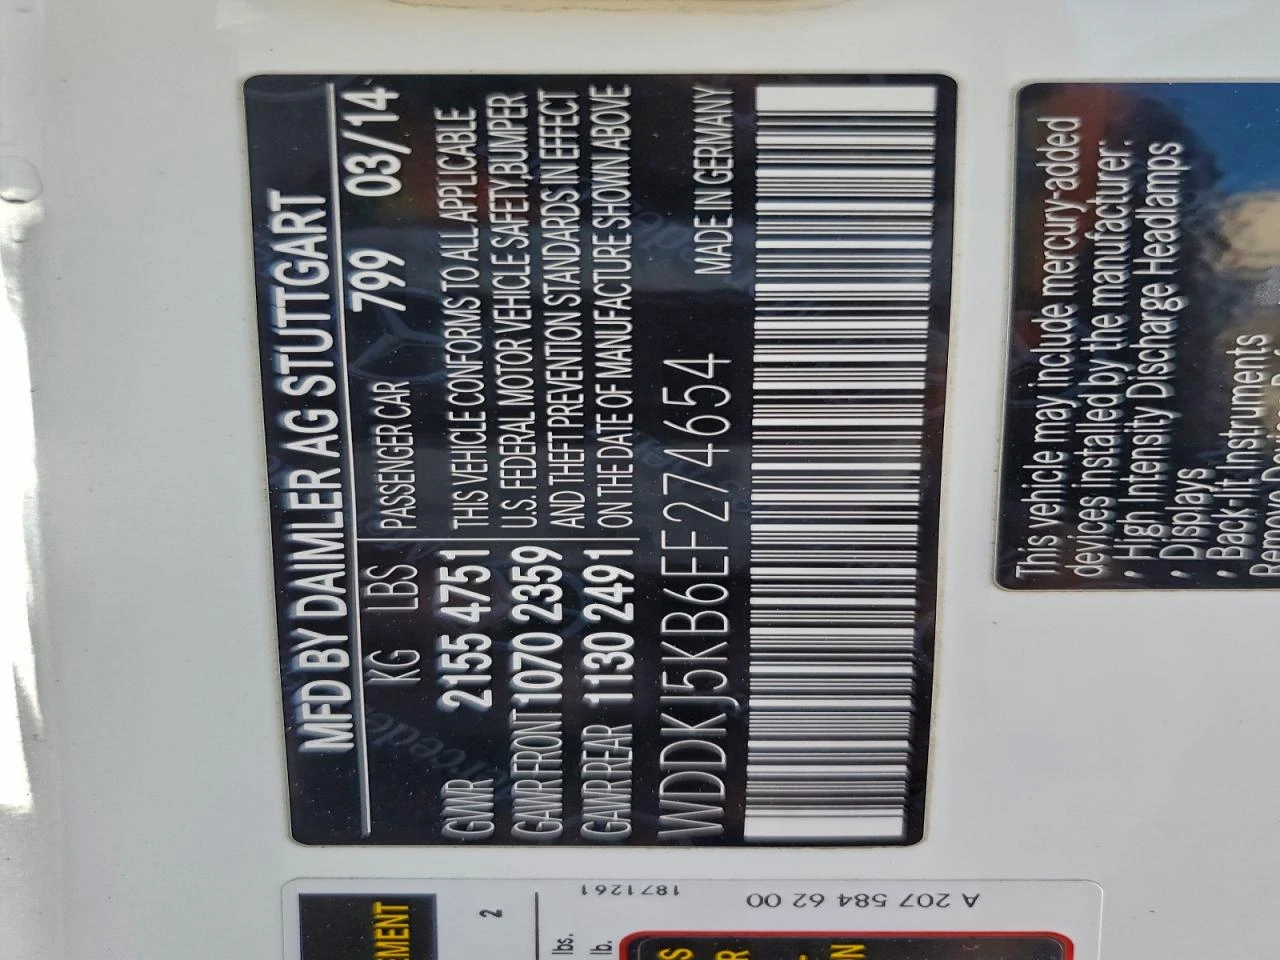 MFD BY DAIMLER AG STUTTGART
KG LBS PASSENGER CAR 799 03/14
GWR 2155 4751
GAWR FRONT 1070 2359
GAWR REAR 1130 2491
THIS VEHICLE CONFORMS TO ALL APPLICABLE
U.S. FEDERAL MOTOR VEHICLE SAFETY,BUMPER
AND THEFT PREVENTION STANDARDS IN EFFECT
ON THE DATE OF MANUFACTURE SHOWN ABOVE
WDDKJ5KB6EF274654 MADE IN GERMANY
This vehicle may include mercury-added
devices installed by the manufacturer.
• High Intensity Discharge Headlamps
• Displays
• Back-lit Instruments
2
lbs.
lb.
1871261
A 207 584 62 00